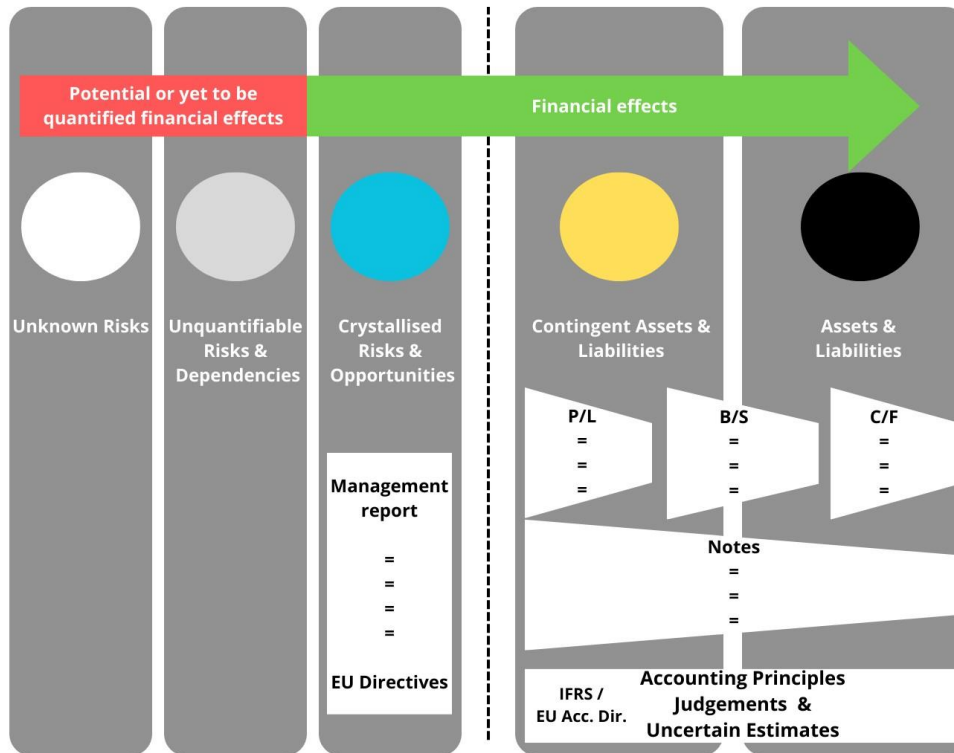 Potential or yet to be
quantified financial effects
Financial effects
Unknown Risks
Unquantifiable
Risks &
Dependencies
Crystallised
Risks &
Opportunities
Contingent Assets &
Liabilities
Assets &
Liabilities
Management
report
=
=
=
=
EU Directives
P/L
=
=
=
B/S
=
=
=
C/F
=
=
=
Notes
=
=
=
IFRS /
EU Acc. Dir.
Accounting Principles
Judgements &
Uncertain Estimates